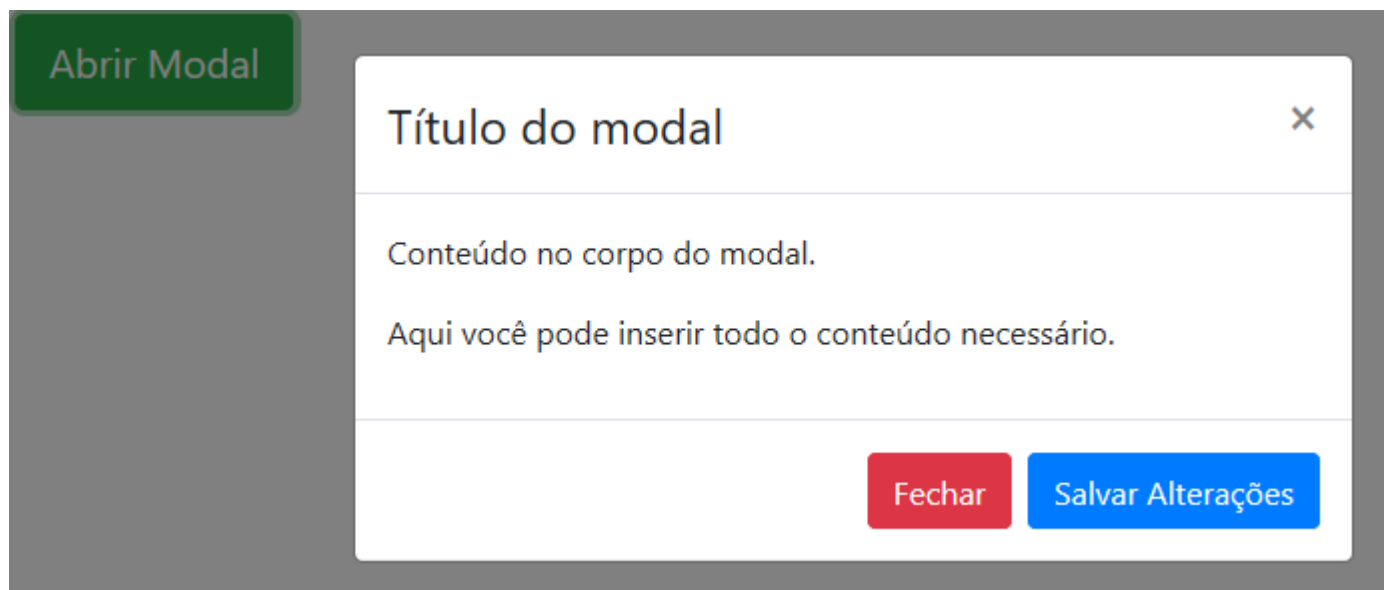 Abrir Modal
Título do modal
×
Conteúdo no corpo do modal.
Aqui você pode inserir todo o conteúdo necessário.
Fechar
Salvar Alterações